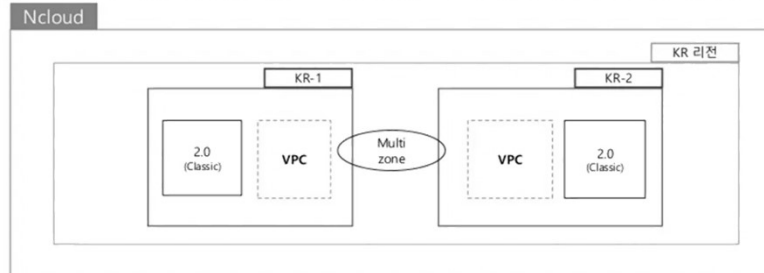 Ncloud
KR 리전
KR-1
KR-2
2.0
(Classic)
VPC
Multi
zone
VPC
2.0
(Classic)